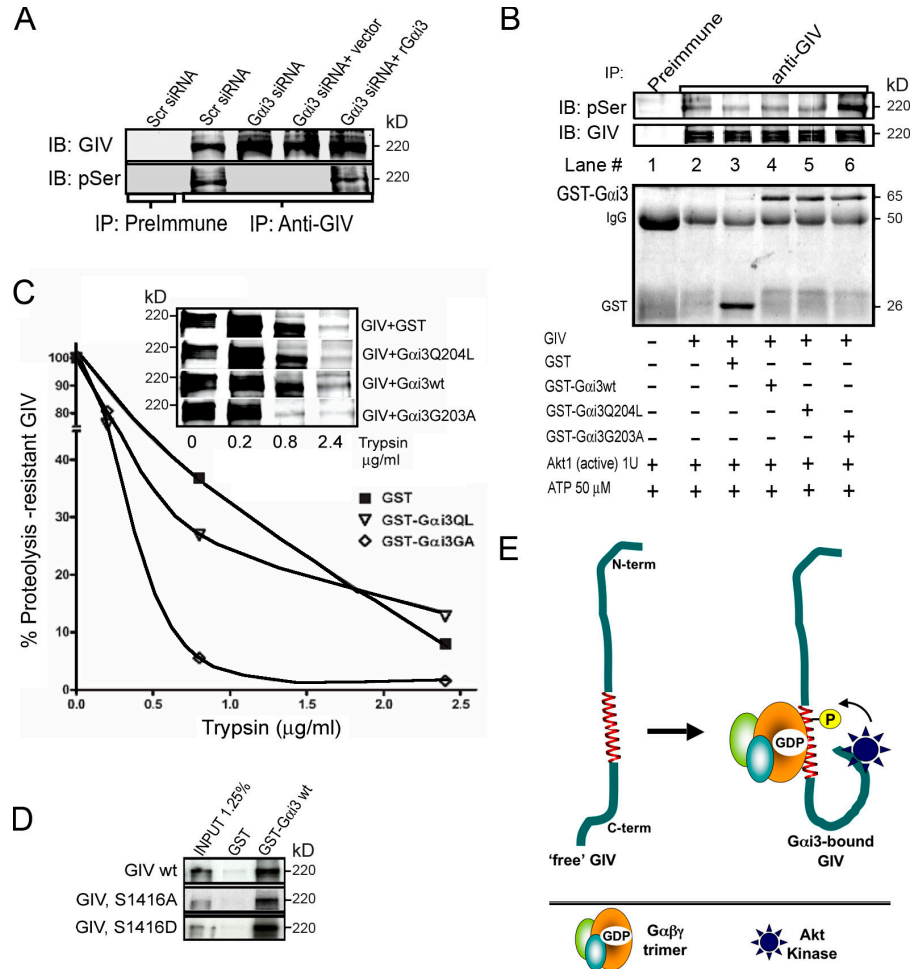 A
Scr siRNA
Scr siRNA
Gαi3 siRNA
Gαi3 siRNA+ vector
Gαi3 siRNA+ rGαi3
kD
IB: GIV
220
IB: pSer
220
IP: PreImmune
IP: Anti-GIV
B
IP:
Preimmune
anti-GIV
kD
IB: pSer
220
IB: GIV
220
Lane # 1 2 3 4 5 6
GST-Gαi3
65
IgG
50
GST
26
GIV – + + + + +
GST +
GST-Gαi3wt – – – + – –
GST-Gαi3Q204L – – – – + –
GST-Gαi3G203A – – – – – +
Akt1 (active) 1U + + + + + +
ATP 50 μM + + + + + +
C
kD
220
GIV+GST
220
GIV+Gαi3Q204L
220
GIV+Gαi3wt
220
GIV+Gαi3G203A
0 0.2 0.8 2.4
Trypsin
μg/ml
% Proteolysis -resistant GIV
100
80
40
30
20
10
0
0.0 0.5 1.0 1.5 2.0 2.5
Trypsin (μg/ml)
GST
GST-Gαi3QL
GST-Gαi3GA
D
INPUT 1.25%
GST
GST-Gαi3 wt
kD
GIV wt
220
GIV, S1416A
220
GIV, S1416D
220
E
N-term
C-term
'free' GIV
GDP
P
Gαi3-bound
GIV
GDP
Gαβγ
trimer
Akt
Kinase